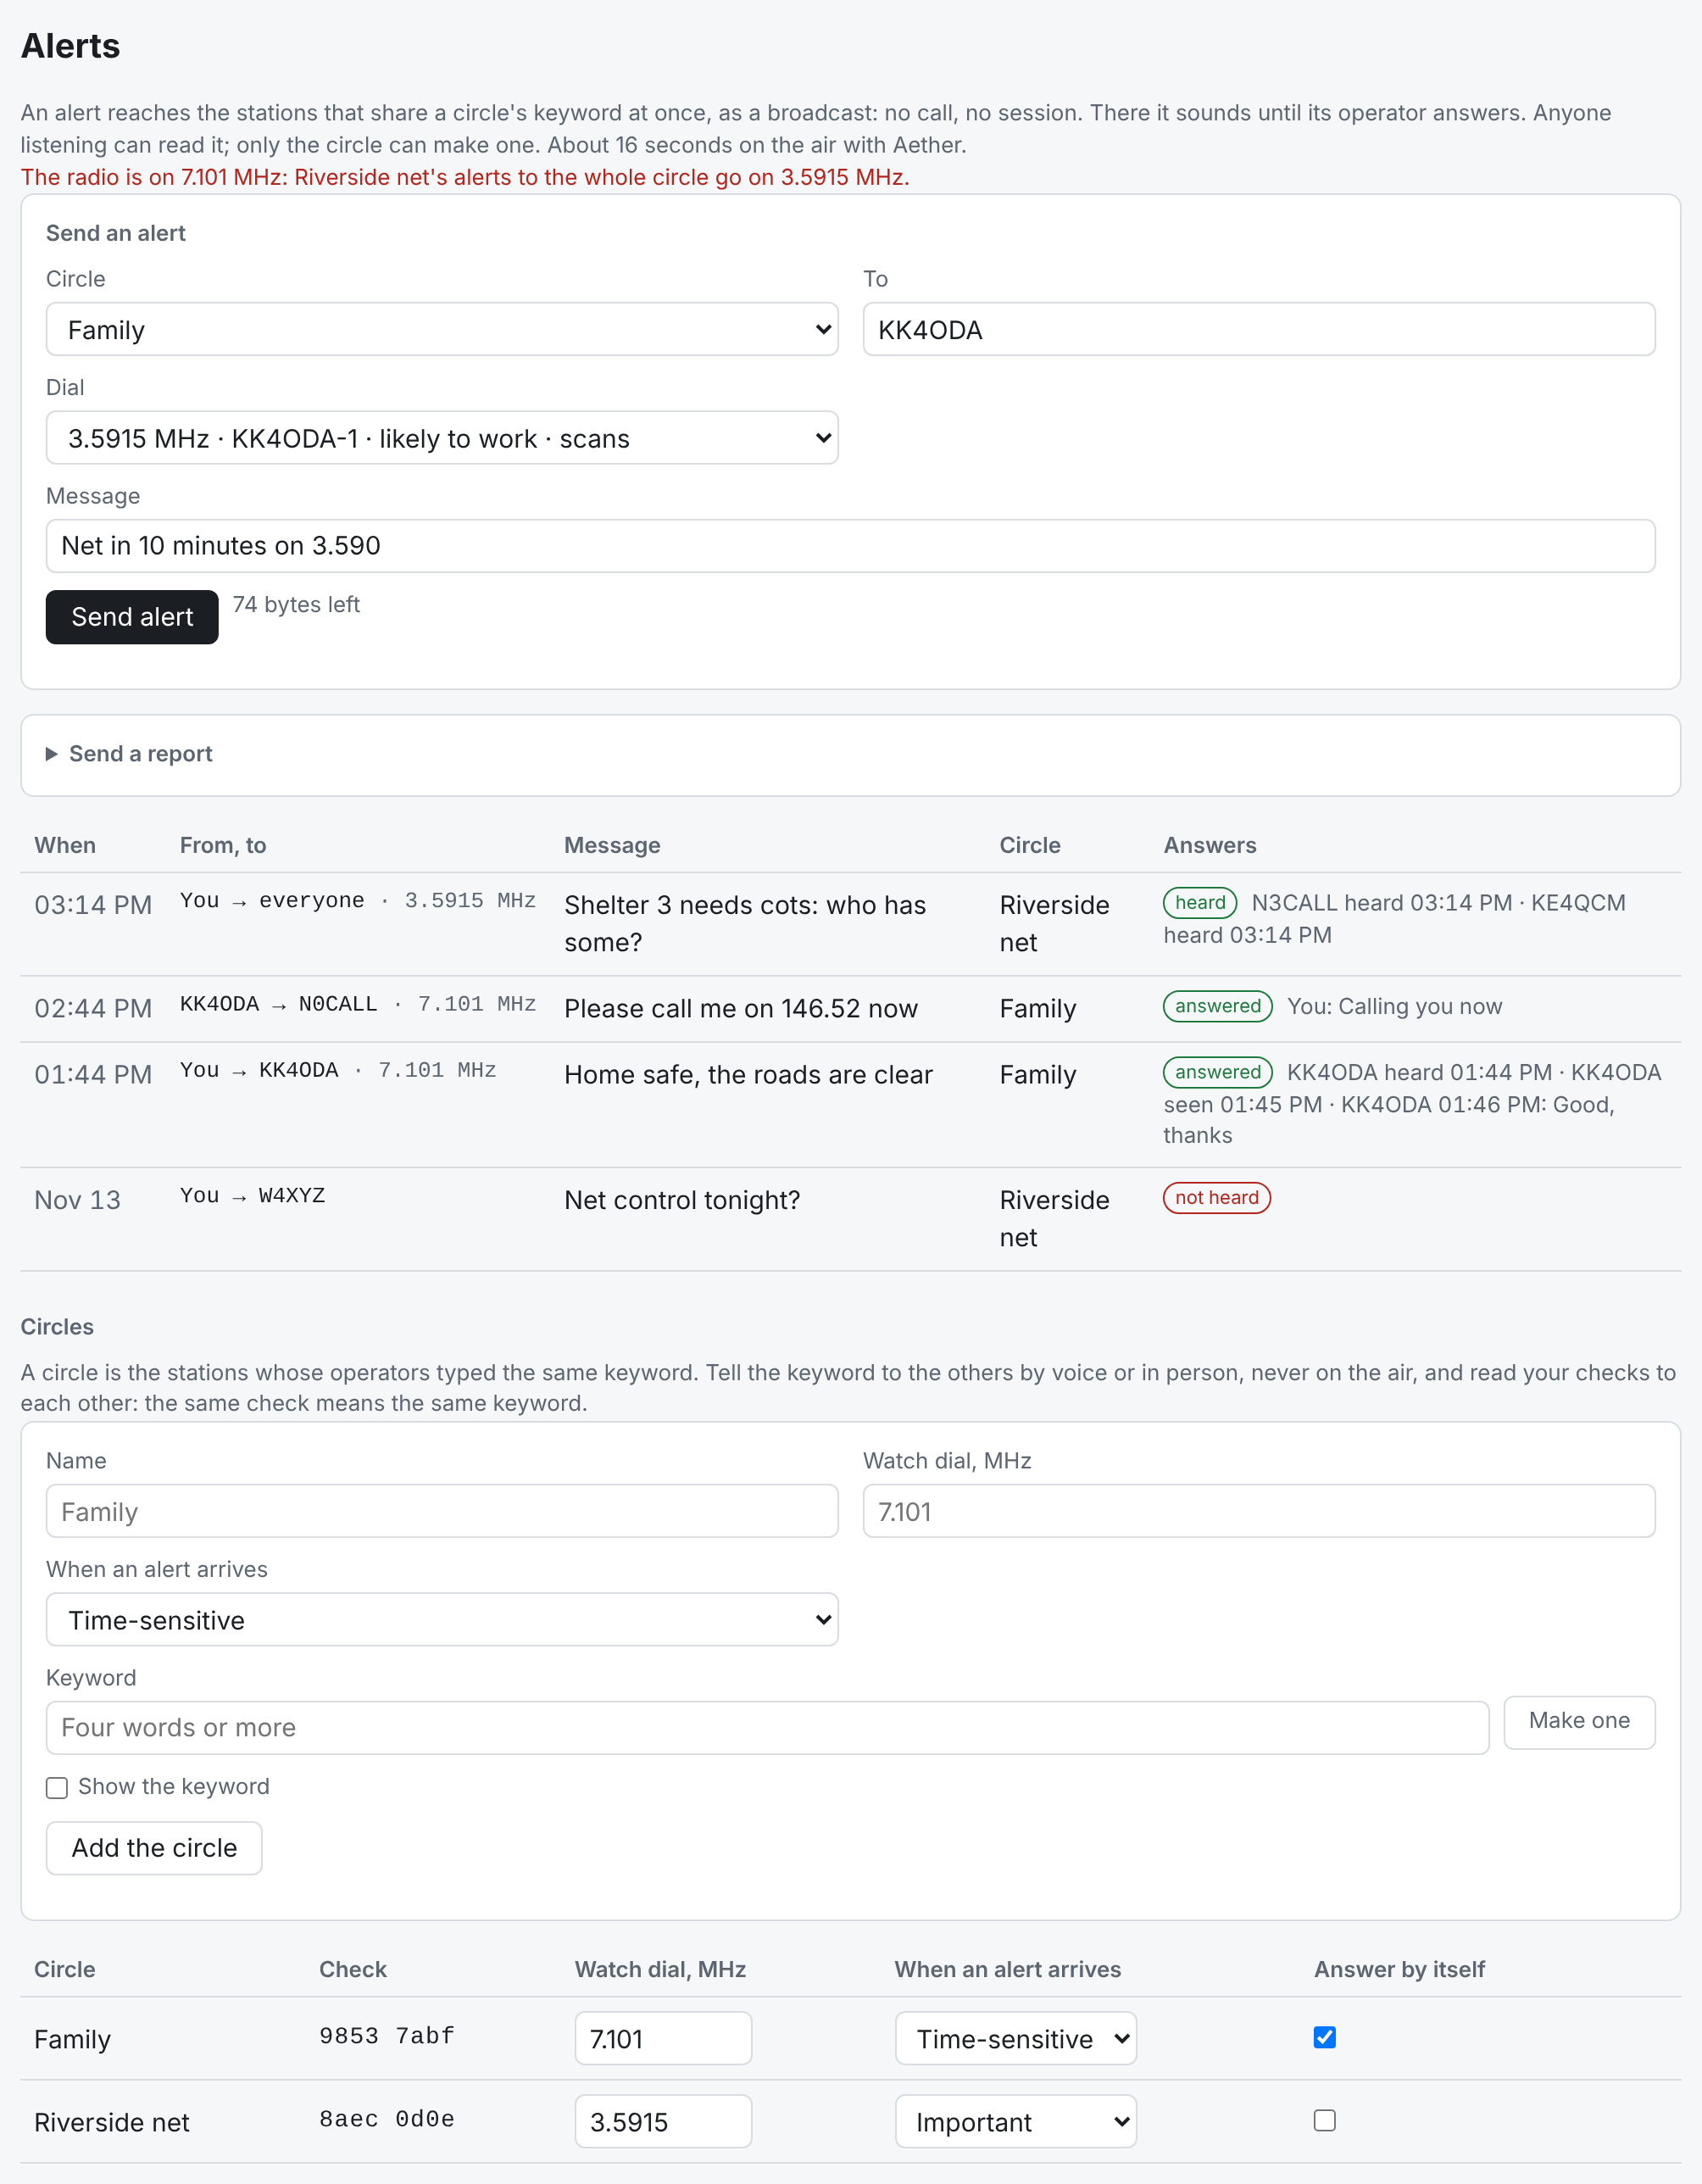 Alerts
An alert reaches the stations that share a circle's keyword at once, as a broadcast: no call, no session. There it sounds until its operator answers. Anyone
listening can read it; only the circle can make one. About 16 seconds on the air with Aether.
The radio is on 7.101 MHz: Riverside net's alerts to the whole circle go on 3.5915 MHz.
Send an alert
Circle To
Family KK4ODA
Dial
3.5915 MHz · KK4ODA-1 · likely to work · scans
Message
Net in 10 minutes on 3.590
Send alert 74 bytes left
▶ Send a report
When From, to Message Circle Answers
03:14 PM You → everyone · 3.5915 MHz Shelter 3 needs cots: who has Riverside heard N3CALL heard 03:14 PM · KE4QCM
some? net heard 03:14 PM
02:44 PM KK4ODA → N0CALL · 7.101 MHz Please call me on 146.52 now Family answered You: Calling you now
01:44 PM You → KK4ODA · 7.101 MHz Home safe, the roads are clear Family answered KK4ODA heard 01:44 PM · KK4ODA
seen 01:45 PM · KK4ODA 01:46 PM: Good,
thanks
Nov 13 You → W4XYZ Net control tonight? Riverside not heard
net
Circles
A circle is the stations whose operators typed the same keyword. Tell the keyword to the others by voice or in person, never on the air, and read your checks to
each other: the same check means the same keyword.
Name Watch dial, MHz
Family 7.101
When an alert arrives
Time-sensitive
Keyword
Four words or more Make one
Show the keyword
Add the circle
Circle Check Watch dial, MHz When an alert arrives Answer by itself
Family 9853 7abf 7.101 Time-sensitive
Riverside net 8aec 0d0e 3.5915 Important